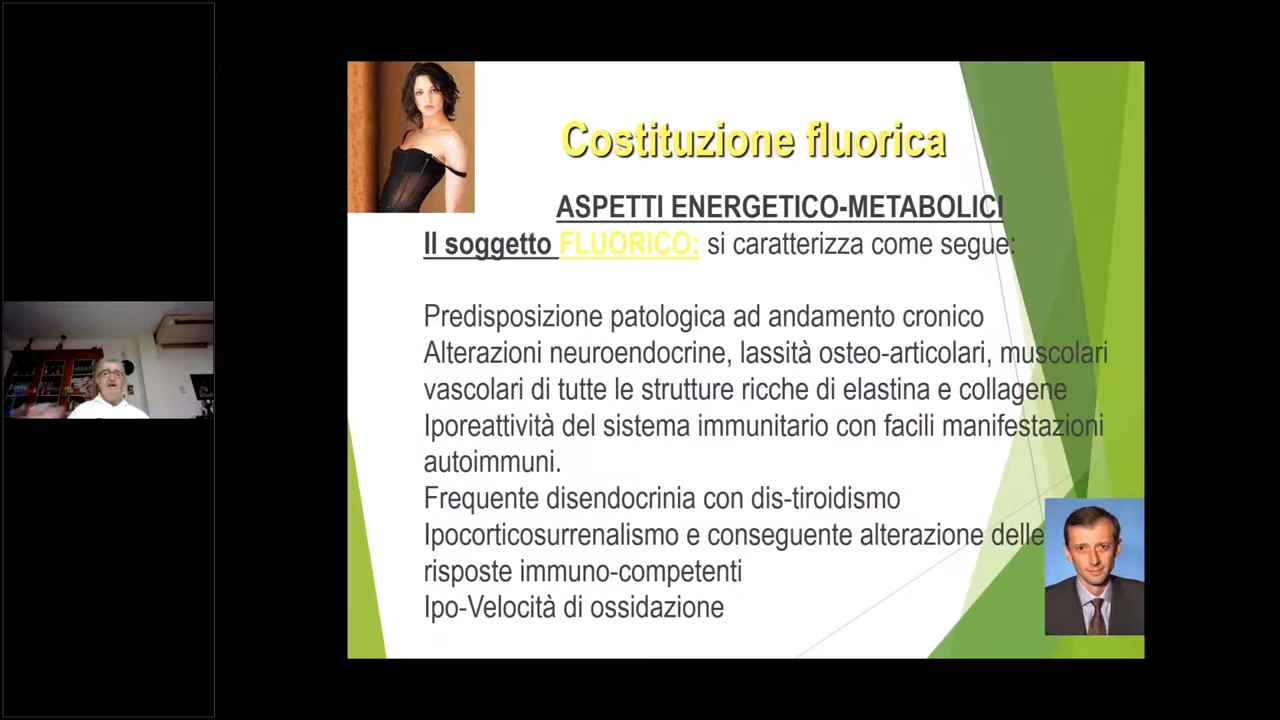 Costituzione fluorica
ASPETTI ENERGETICO-METABOLICI
Il soggetto FLUORICO: si caratterizza come segue:
Predisposizione patologica ad andamento cronico
Alterazioni neuroendocrine, lassità osteo-articolari, muscolari
vascolari di tutte le strutture ricche di elastina e collagene
Iporeattività del sistema immunitario con facili manifestazioni
autoimmuni.
Frequente disendocrinia con dis-tiroidismo
Ipocorticosurrenalismo e conseguente alterazione delle
risposte immuno-competenti
Ipo-Velocità di ossidazione